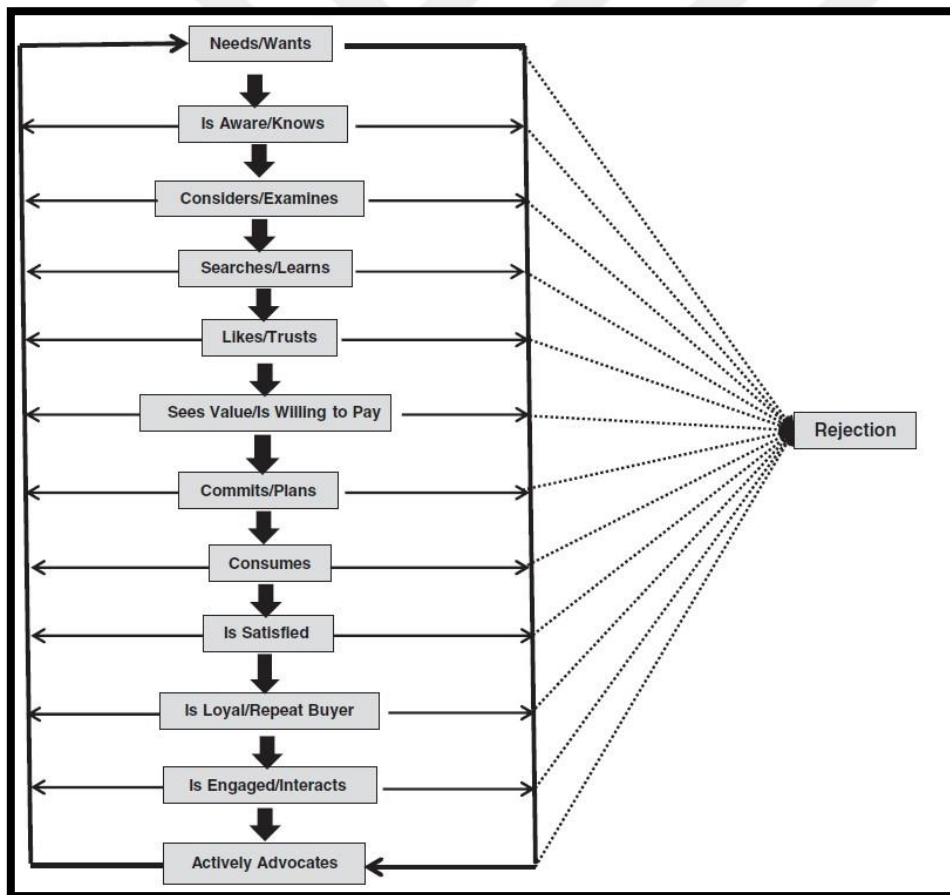 Needs/Wants
Is Aware/Knows
Considers/Examines
Searches/Learns
Likes/Trusts
Sees Value/Is Willing to Pay
Rejection
Commits/Plans
Consumes
Is Satisfied
Is Loyal/Repeat Buyer
Is Engaged/Interacts
Actively Advocates